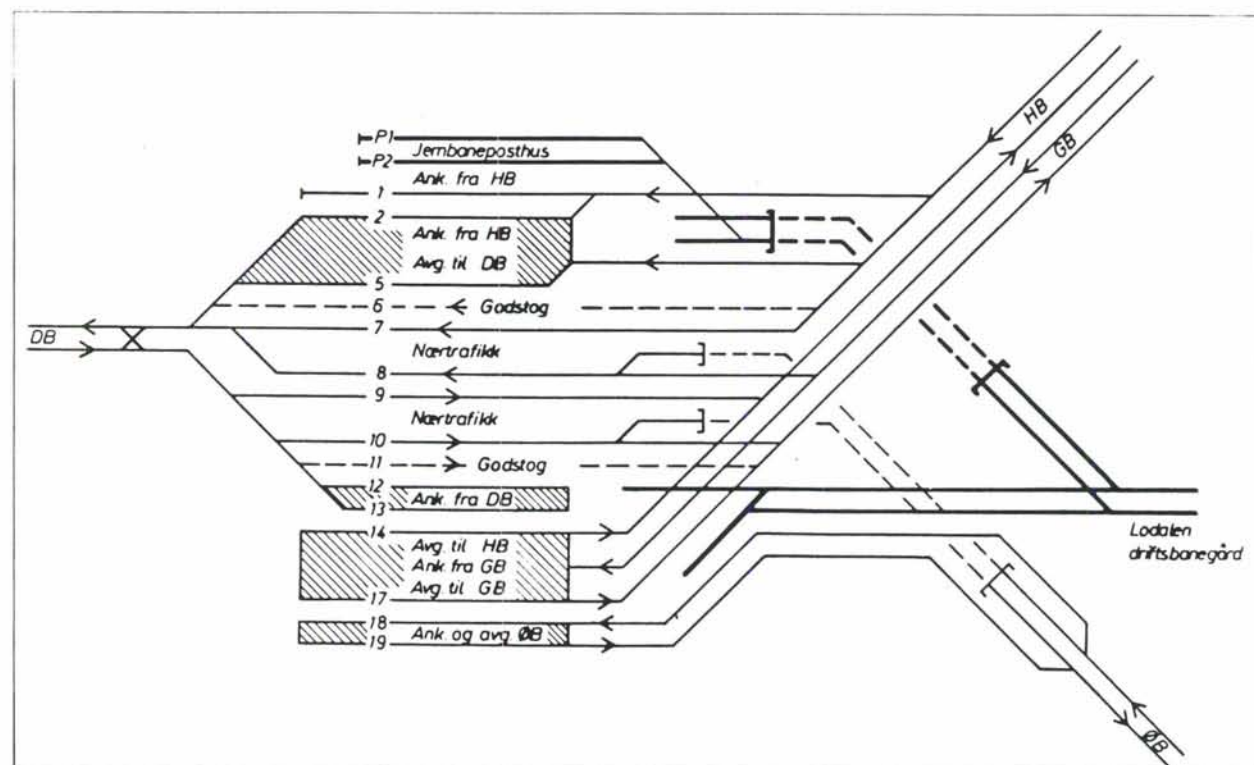 HB
GB
P1
Jernbaneposthus
P2
Ank. fra HB
1
2
Ank. fra HB
Avg. til DB
5
6 Godstog
7
DB
Nærtrafikk
8
9
Nærtrafikk
10
11 Godstog
12
Ank. fra DB
13
14
Avg. til HB
Ank. fra GB
Avg. til GB
17
18
Ank. og avg. ØB
19
Lodalen
driftsbanegård
ØB